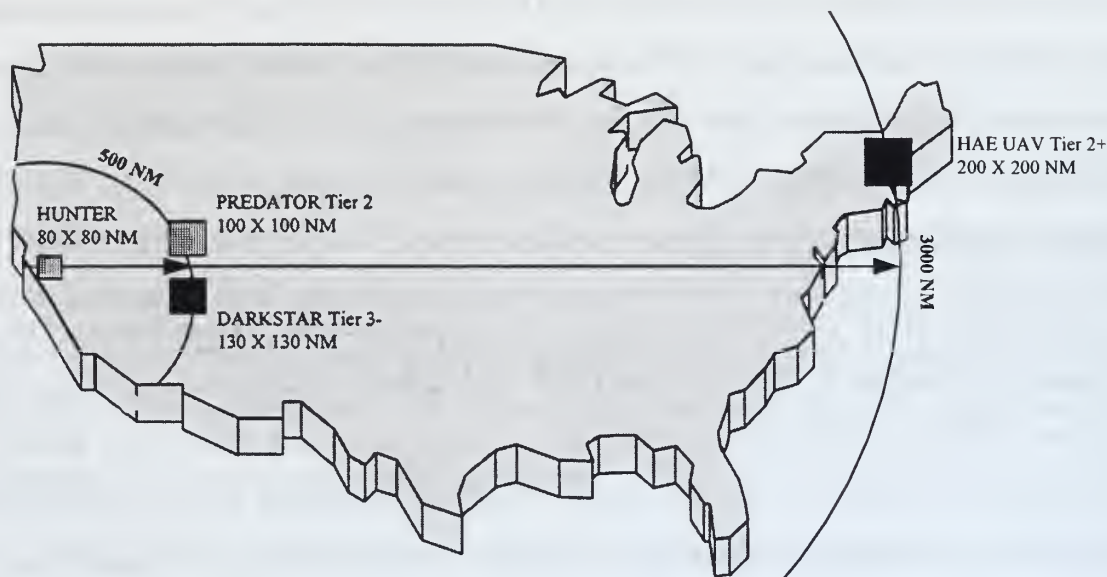 500 NM
HUNTER
80 X 80 NM
PREDATOR Tier 2
100 X 100 NM
DARKSTAR Tier 3-
130 X 130 NM
HAE UAV Tier 2+
200 X 200 NM
3000 NM